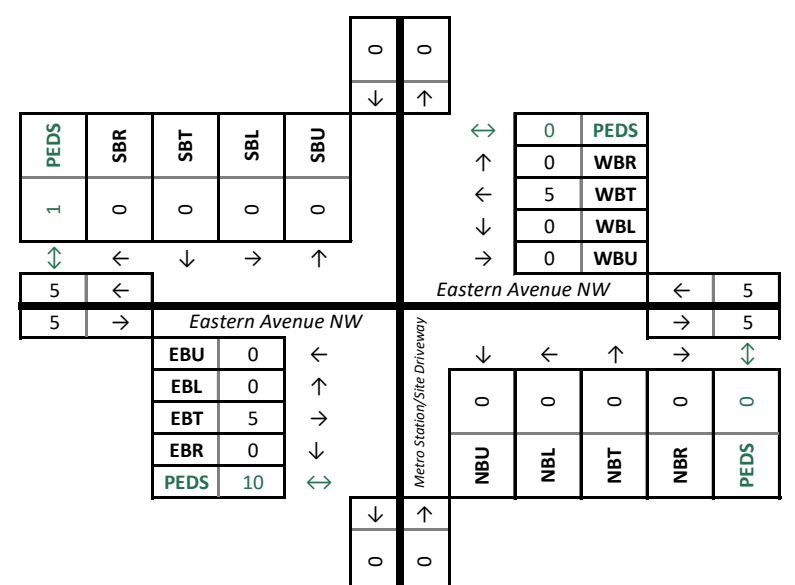 0 0
↓ ↑
PEDS SBR SBT SBL SBU
1 0 0 0 0
↕ ← ↓ → ↑
↔ 0 PEDS
↑ 0 WBR
← 5 WBT
↓ 0 WBL
→ 0 WBU
5 ←
Eastern Avenue NW
← 5
5 →
Eastern Avenue NW
→ 5
Metro Station/Site Driveway
EBU 0 ←
EBL 0 ↑
EBT 5 →
EBR 0 ↓
PEDS 10 ↔
↓ ← ↑ → ↕
0 0 0 0 0
NBU NBL NBT NBR PEDS
↓ ↑
0 0